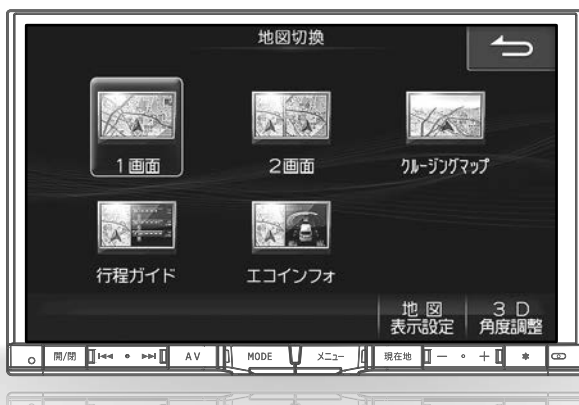 地図切換
1画面
2画面
クルージングマップ
行程ガイド
エコインフォ
地図
表示設定
3D
角度調整
開/閉
AV
MODE
メニュー
現在地
－
＋
＊